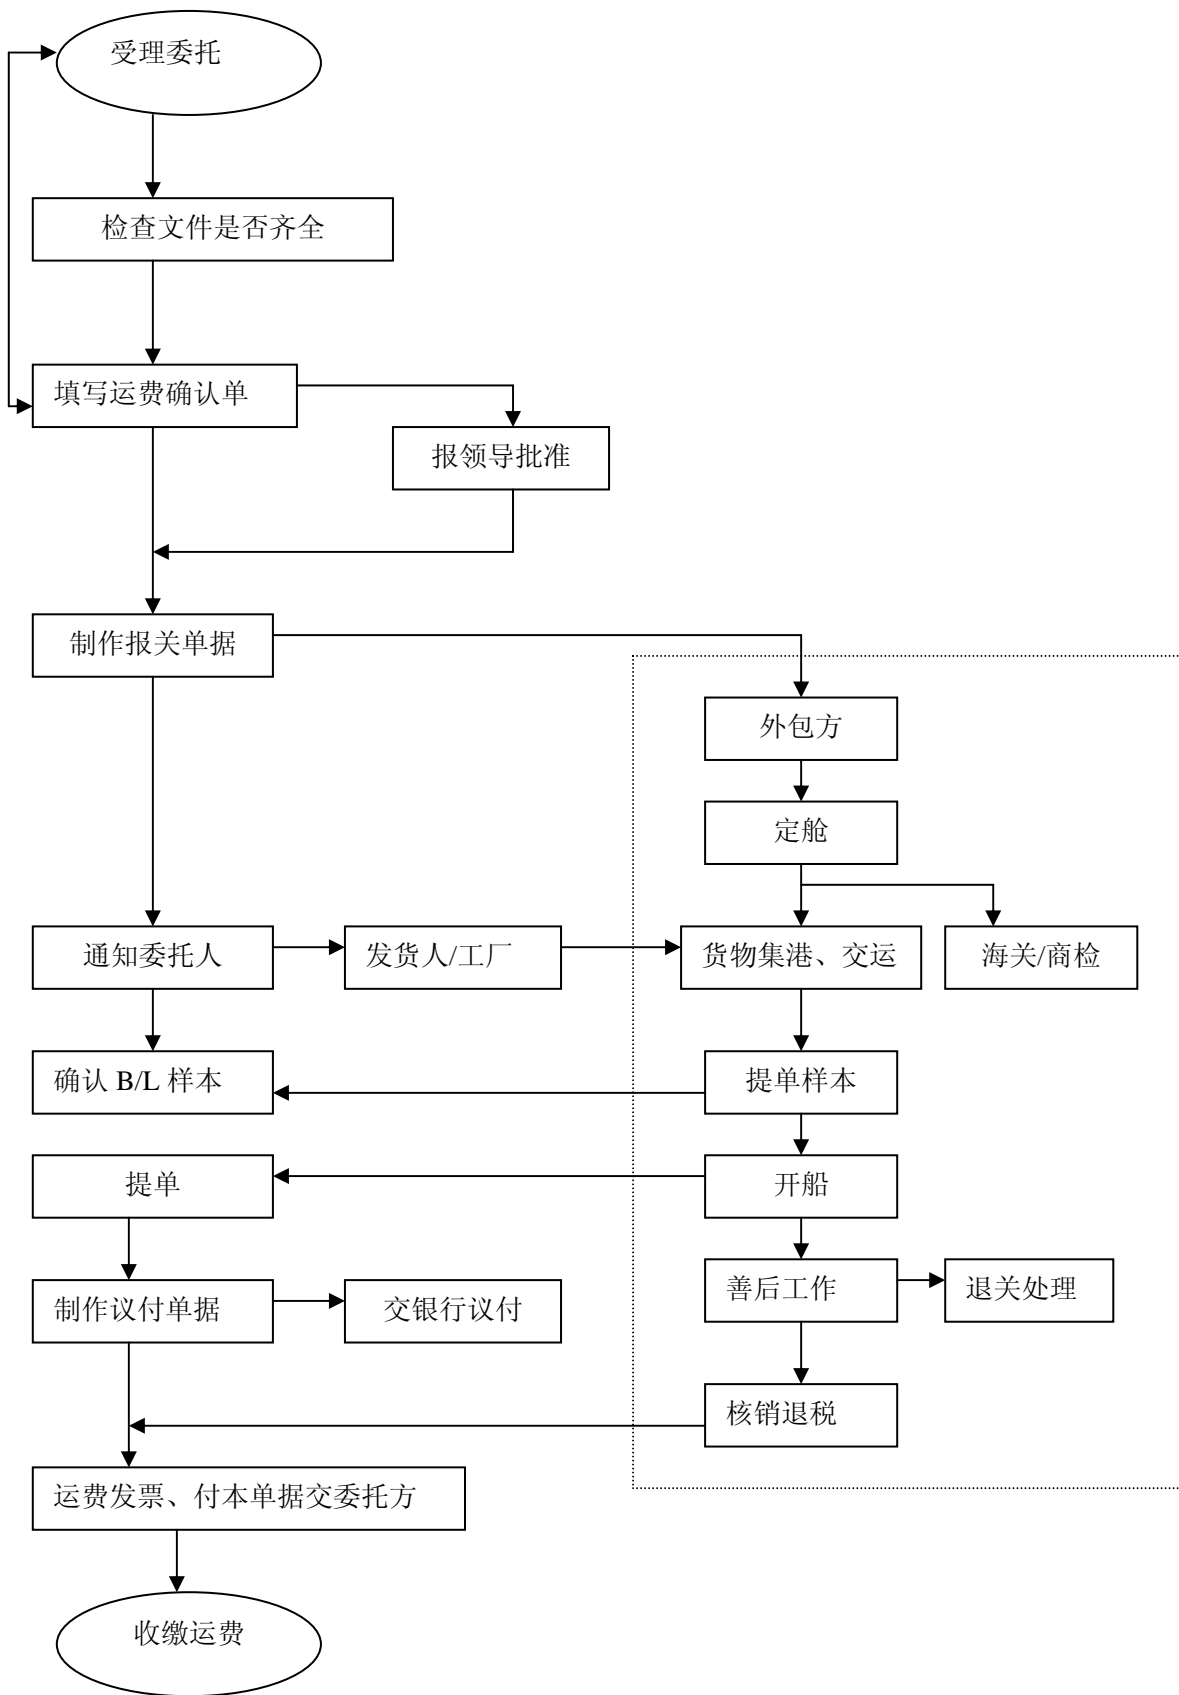 受理委托
检查文件是否齐全
填写运费确认单
报领导批准
制作报关单据
外包方
定舱
通知委托人
发货人/工厂
货物集港、交运
海关/商检
确认 B/L 样本
提单样本
提单
开船
制作议付单据
交银行议付
善后工作
退关处理
核销退税
运费发票、付本单据交委托方
收缴运费